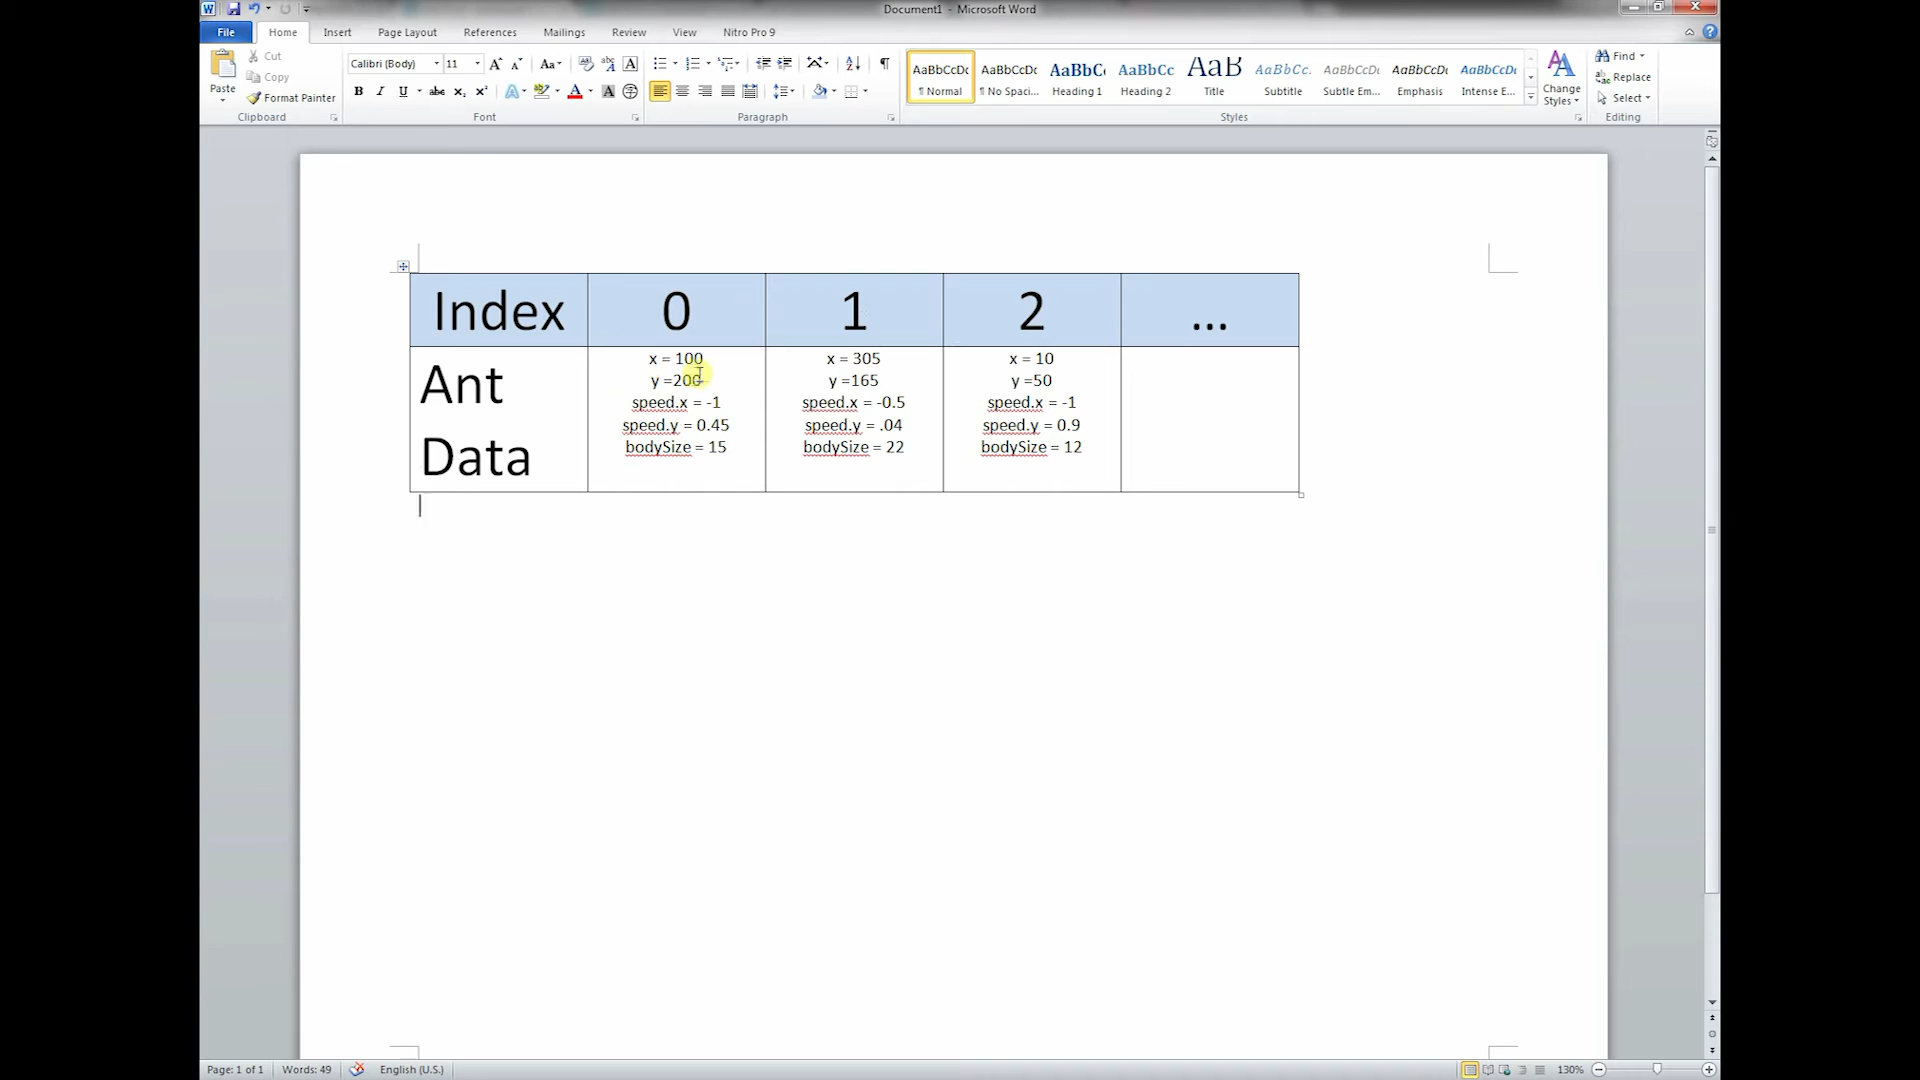 Document1 - Microsoft Word
File Home Insert Page Layout References Mailings Review View Nitro Pro 9
Paste
Cut
Copy
Format Painter
Clipboard
Calibri (Body) 11
Font
Paragraph
AaBbCcDc AaBbCcDc AaBbC AaBbCc AaB AaBbCc. AaBbCcDc AaBbCcDc AaBbCcDc
¶ Normal ¶ No Spaci... Heading 1 Heading 2 Title Subtitle Subtle Em... Emphasis Intense E...
Change
Styles
Styles
Find
Replace
Select
Editing
Index 0 1 2 ...
Ant
Data
x = 100
y =200
speed.x = -1
speed.y = 0.45
bodySize = 15
x = 305
y =165
speed.x = -0.5
speed.y = .04
bodySize = 22
x = 10
y =50
speed.x = -1
speed.y = 0.9
bodySize = 12
Page: 1 of 1 Words: 49 English (U.S.) 130%